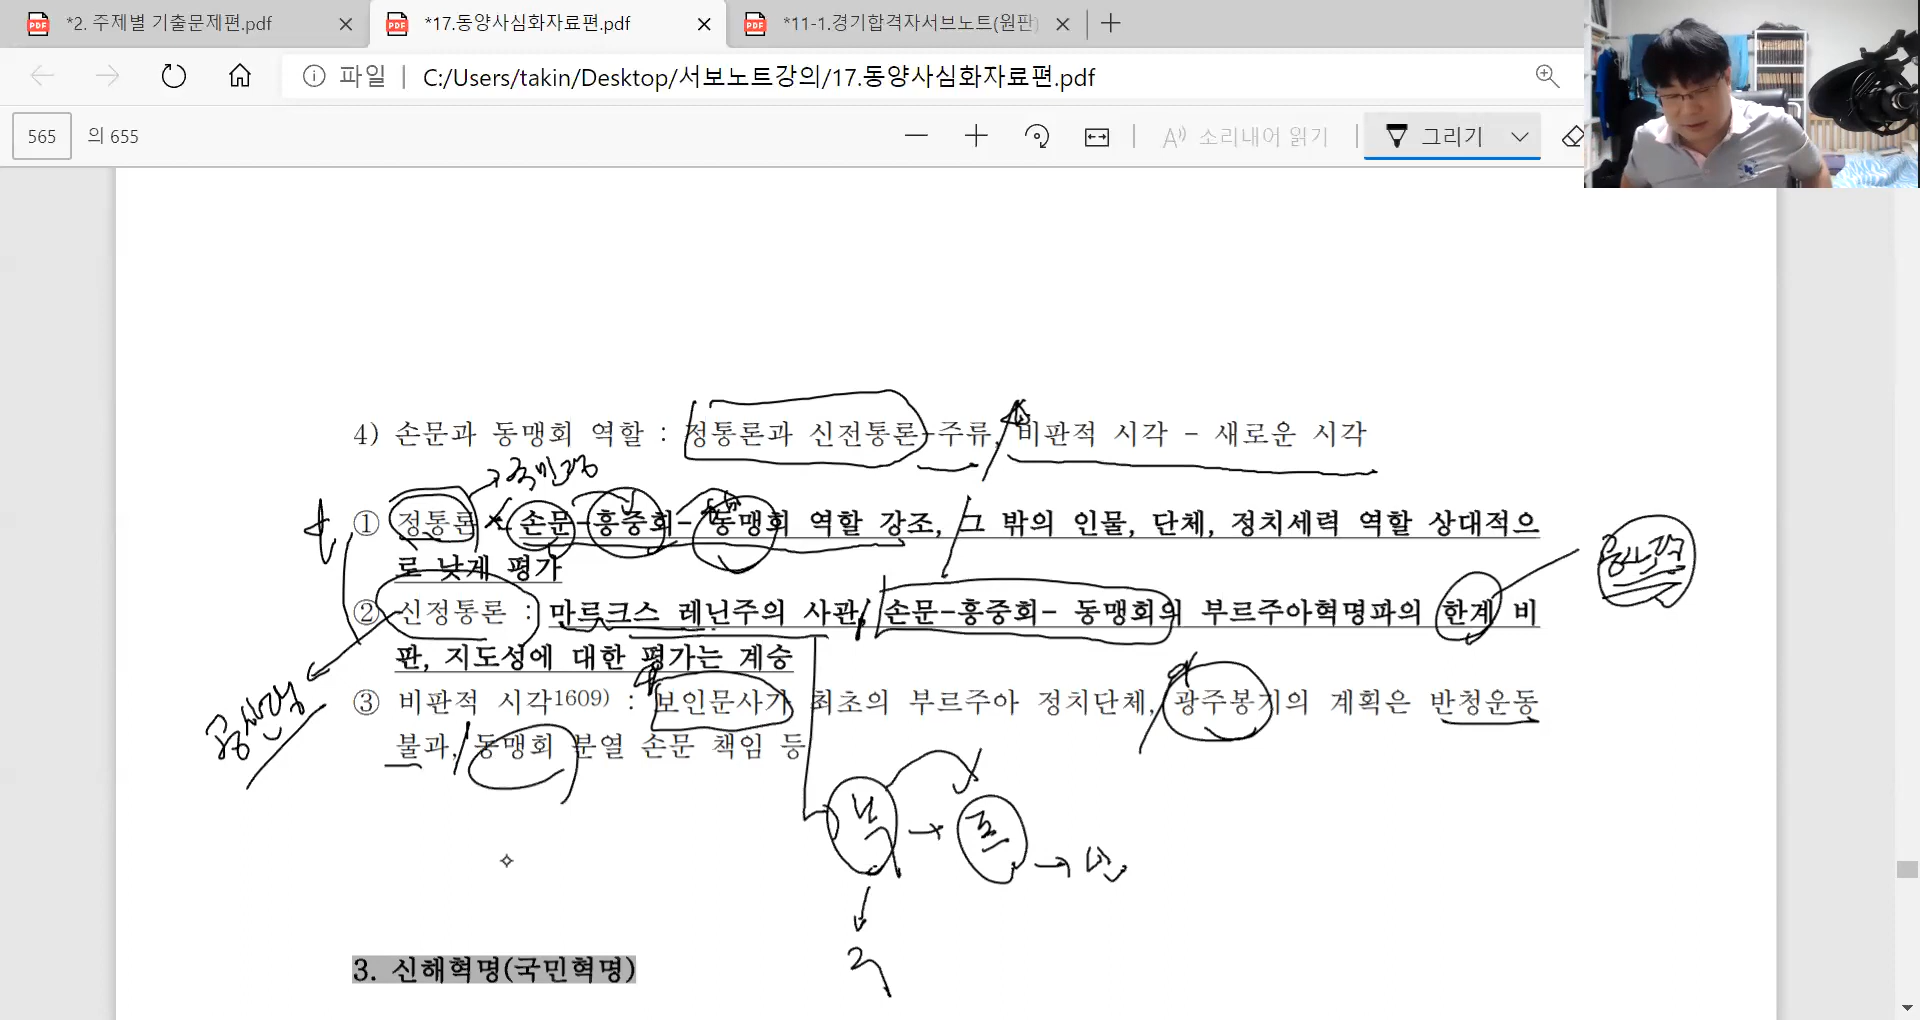 *2. 주제별 기출문제편.pdf
*17.동양사심화자료편.pdf
*11-1.경기합격자서브노트(원판)
파일
C:/Users/takin/Desktop/서보노트강의/17.동양사심화자료편.pdf
565 의 655
소리내어 읽기
그리기
4) 손문과 동맹회 역할 : 정통론과 신전통론-주류, 비판적 시각 - 새로운 시각
국민당
① 정통론 손문-흥중회- 동맹회 역할 강조, 그 밖의 인물, 단체, 정치세력 역할 상대적으
로 낮게 평가
② 신정통론 : 마르크스 레닌주의 사관, 손문-흥중회- 동맹회의 부르주아혁명파의 한계 비
판, 지도성에 대한 평가는 계승
③ 비판적 시각1609) : 보인문사가 최초의 부르주아 정치단체, 광주봉기의 계획은 반청운동
불과, 동맹회 분열 손문 책임 등
공산당
3. 신해혁명(국민혁명)